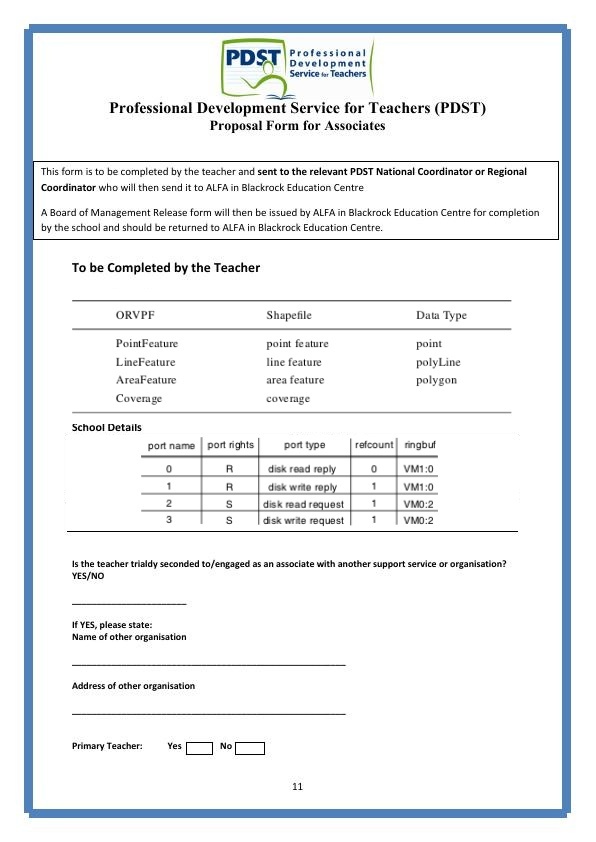 PDST Professional
Development
Service for Teachers
Professional Development Service for Teachers (PDST)
Proposal Form for Associates
This form is to be completed by the teacher and sent to the relevant PDST National Coordinator or Regional
Coordinator who will then send it to ALFA in Blackrock Education Centre
A Board of Management Release form will then be issued by ALFA in Blackrock Education Centre for completion
by the school and should be returned to ALFA in Blackrock Education Centre.
To be Completed by the Teacher
ORVPF Shapefile Data Type
PointFeature point feature point
LineFeature line feature polyLine
AreaFeature area feature polygon
Coverage coverage
School Details
port name port rights port type refcount ringbuf
0 R disk read reply 0 VM1:0
1 R disk write reply 1 VM1:0
2 S disk read request 1 VM0:2
3 S disk write request 1 VM0:2
Is the teacher trialdy seconded to/engaged as an associate with another support service or organisation?
YES/NO
If YES, please state:
Name of other organisation
Address of other organisation
Primary Teacher: Yes No
11